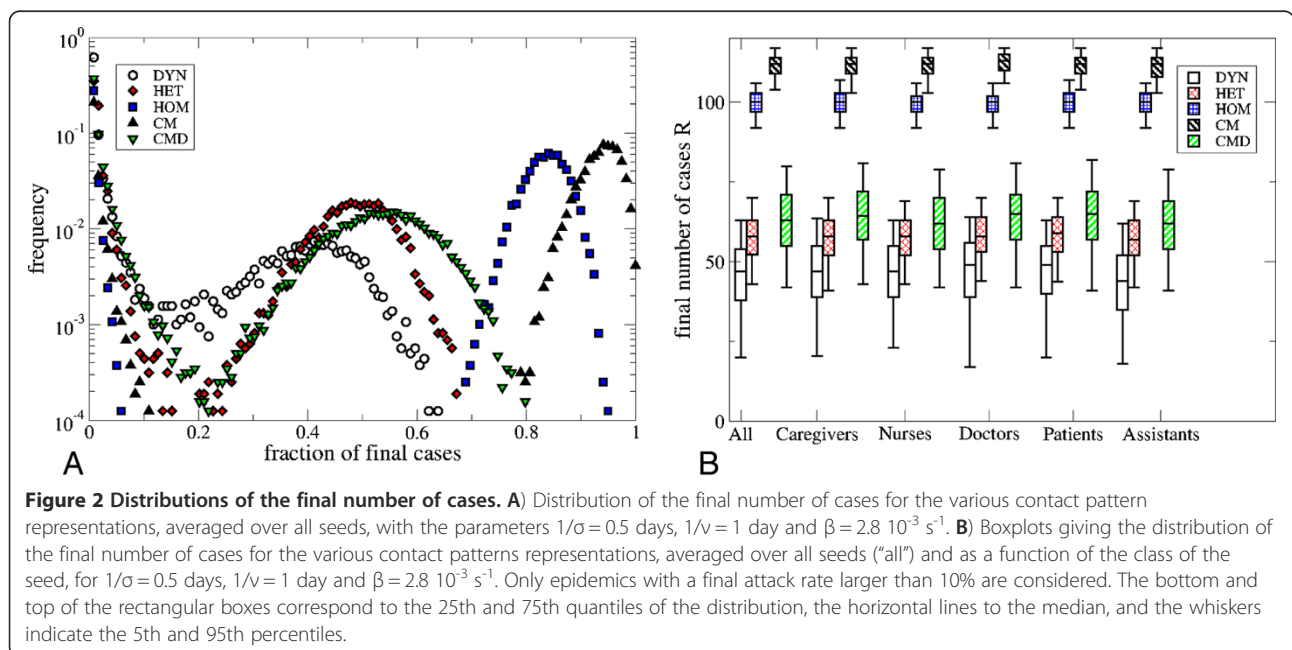 10⁰
10⁻¹
10⁻²
10⁻³
10⁻⁴
frequency
DYN
HET
HOM
CM
CMD
0 0.2 0.4 0.6 0.8 1
fraction of final cases
A
100
50
0
final number of cases R
DYN
HET
HOM
CM
CMD
All Caregivers Nurses Doctors Patients Assistants
B
Figure 2 Distributions of the final number of cases. A) Distribution of the final number of cases for the various contact pattern
representations, averaged over all seeds, with the parameters 1/σ = 0.5 days, 1/ν = 1 day and β = 2.8 10⁻³ s⁻¹. B) Boxplots giving the distribution of
the final number of cases for the various contact patterns representations, averaged over all seeds (“all”) and as a function of the class of the
seed, for 1/σ = 0.5 days, 1/ν = 1 day and β = 2.8 10⁻³ s⁻¹. Only epidemics with a final attack rate larger than 10% are considered. The bottom and
top of the rectangular boxes correspond to the 25th and 75th quantiles of the distribution, the horizontal lines to the median, and the whiskers
indicate the 5th and 95th percentiles.